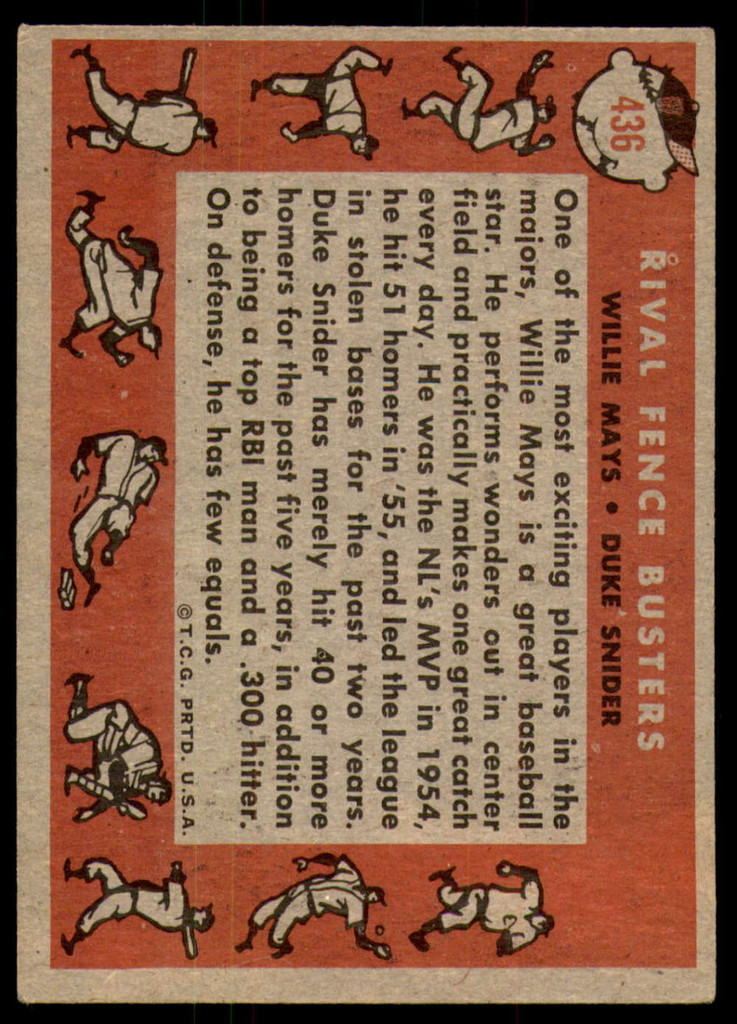 436
RIVAL FENCE BUSTERS
WILLIE MAYS • DUKE SNIDER
One of the most exciting players in the
majors, Willie Mays is a great baseball
star. He performs wonders out in center
field and practically makes one great catch
every day. He was the NL's MVP in 1954,
he hit 51 homers in '55, and led the league
in stolen bases for the past two years.
Duke Snider has merely hit 40 or more
homers for the past five years, in addition
to being a top RBI man and a .300 hitter.
On defense, he has few equals.
©T.C.G. PRTD. U.S.A.